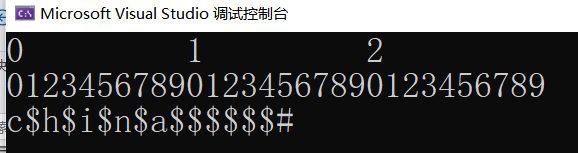 Microsoft Visual Studio 调试控制台
0         1         2
012345678901234567890123456789
c$h$i$n$a$$$$$$#